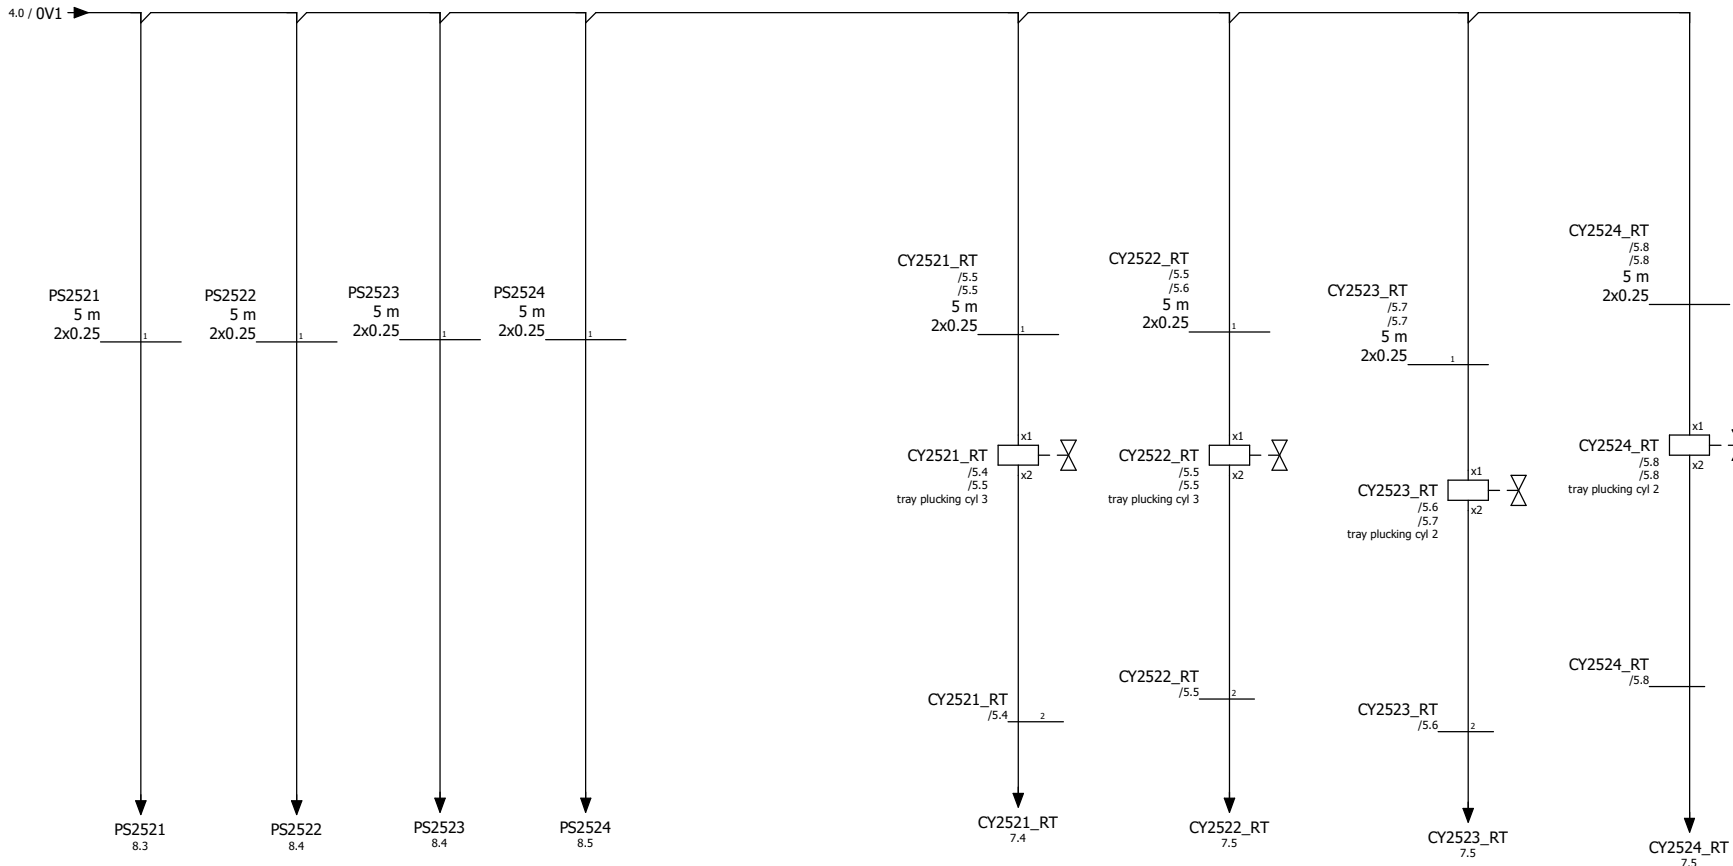 4.0 / 0V1
PS2521
5 m
2x0.25
1
PS2522
5 m
2x0.25
1
PS2523
5 m
2x0.25
1
PS2524
5 m
2x0.25
1
CY2521_RT
/5.5
/5.5
5 m
2x0.25
1
CY2522_RT
/5.5
/5.6
5 m
2x0.25
1
CY2523_RT
/5.7
/5.7
5 m
2x0.25
1
CY2524_RT
/5.8
/5.8
5 m
2x0.25
x1
CY2521_RT
x2
/5.4
/5.5
tray plucking cyl 3
x1
CY2522_RT
x2
/5.5
/5.5
tray plucking cyl 3
x1
CY2523_RT
x2
/5.6
/5.7
tray plucking cyl 2
x1
CY2524_RT
x2
/5.8
/5.8
tray plucking cyl 2
CY2521_RT
/5.4
2
CY2522_RT
/5.5
2
CY2523_RT
/5.6
2
CY2524_RT
/5.8
PS2521
8.3
PS2522
8.4
PS2523
8.4
PS2524
8.5
CY2521_RT
7.4
CY2522_RT
7.5
CY2523_RT
7.5
CY2524_RT
7.5